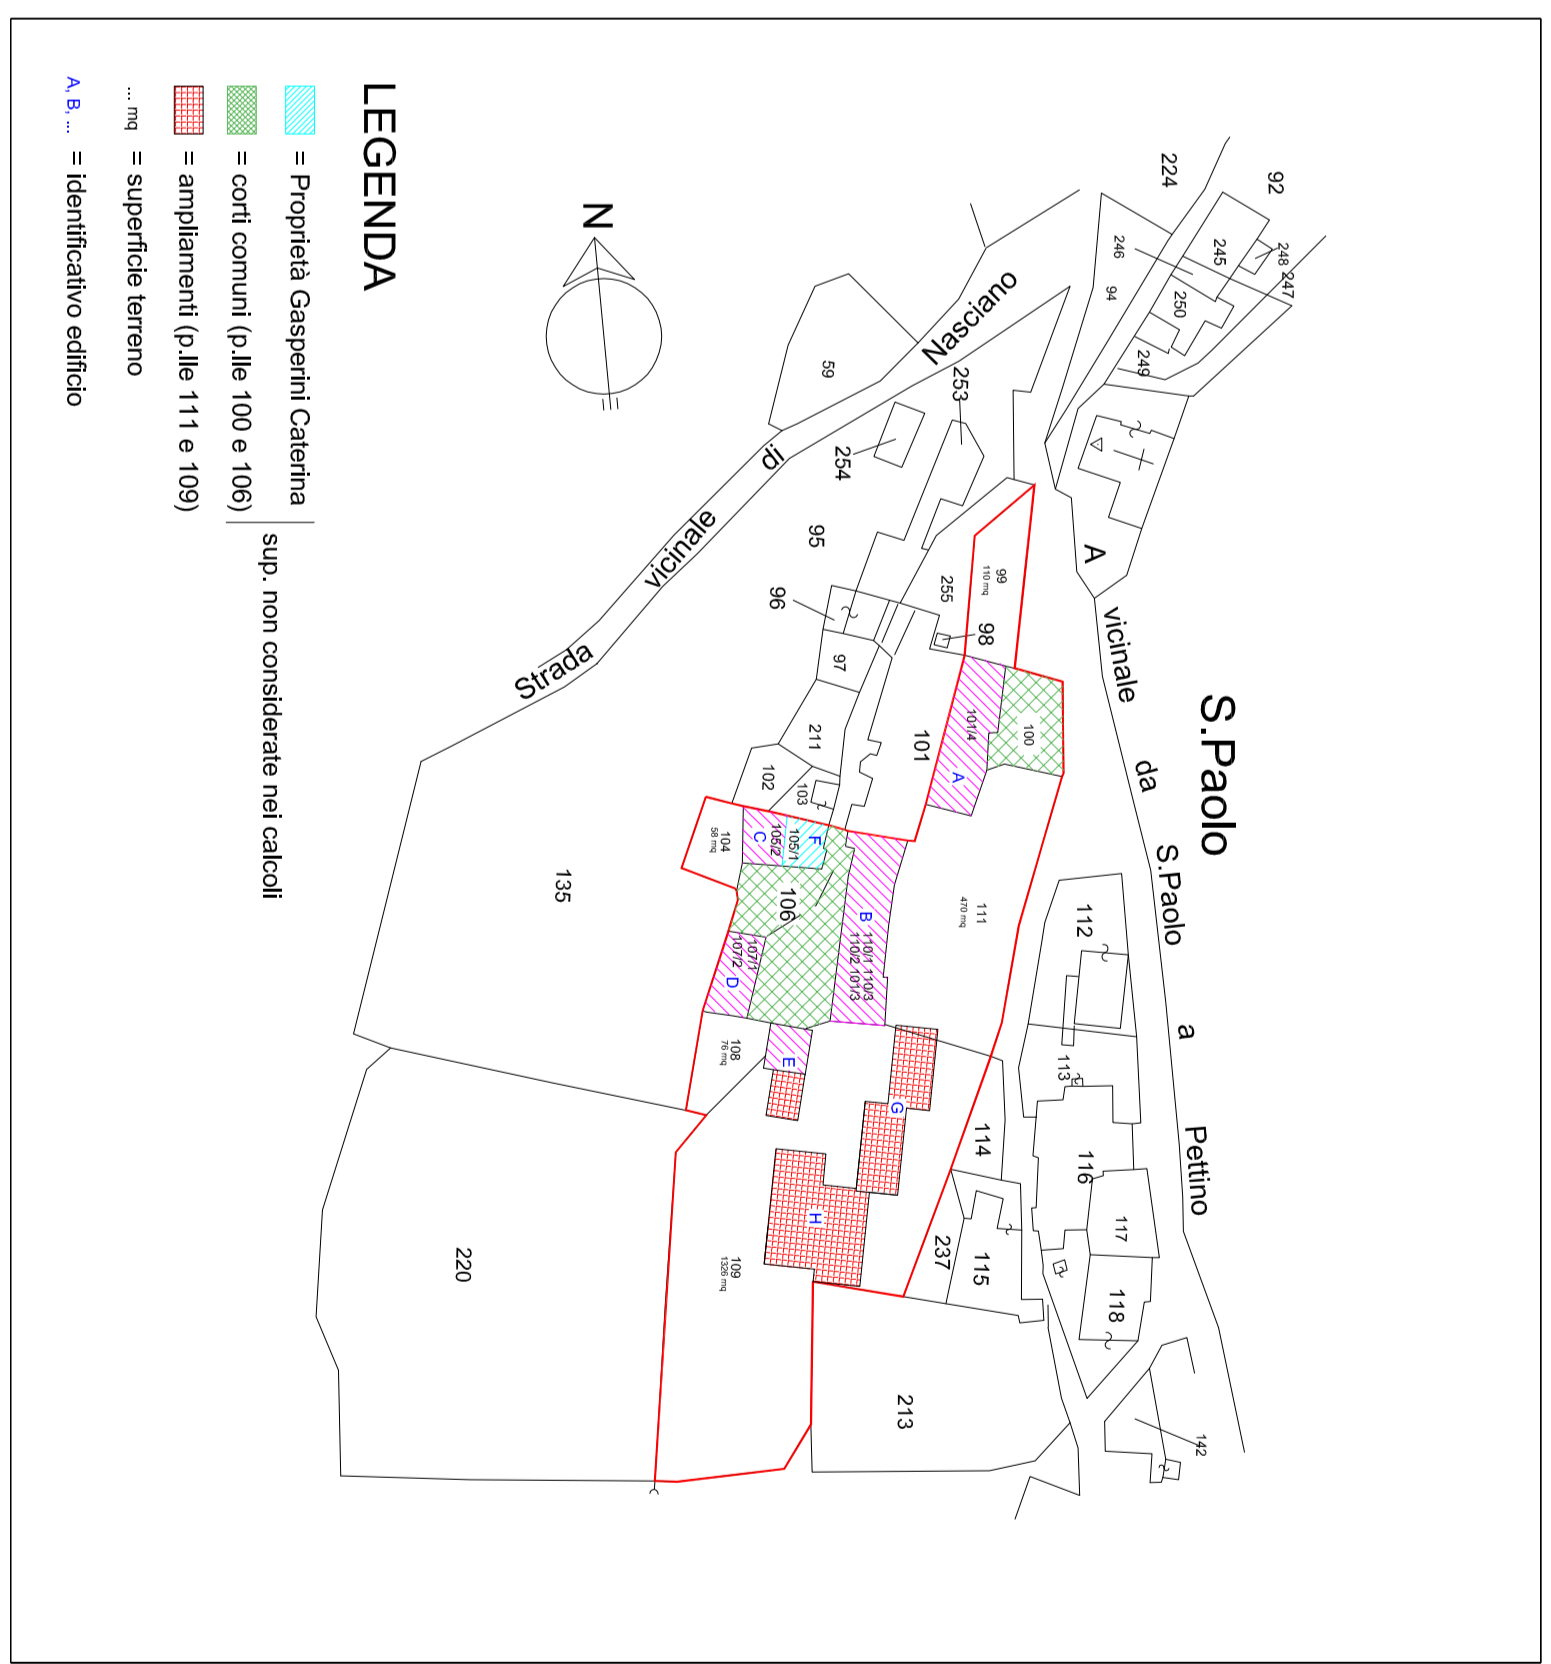 S.Paolo
LEGENDA
= Proprietà Gasperini Caterina
= corti comuni (p.lle 100 e 106)
= ampliamenti (p.lle 111 e 109)
sup. non considerate nei calcoli
... mq = superficie terreno
A, B, ... = identificativo edificio
N
Strada vicinale di Nasciano
A vicinale da S.Paolo a Pettino
92
224
248
247
245
246
250
94
249
59
253
254
95
96
97
255
98
99
110 mq
100
101/4
A
101
211
102
103
104
58 mq
C
105/2
105/1
F
106
B
110/1 110/3
110/2 101/3
111
470 mq
107/1
107/2
D
108
76 mq
E
G
H
109
1326 mq
112
113
114
115
116
117
118
237
213
142
135
220